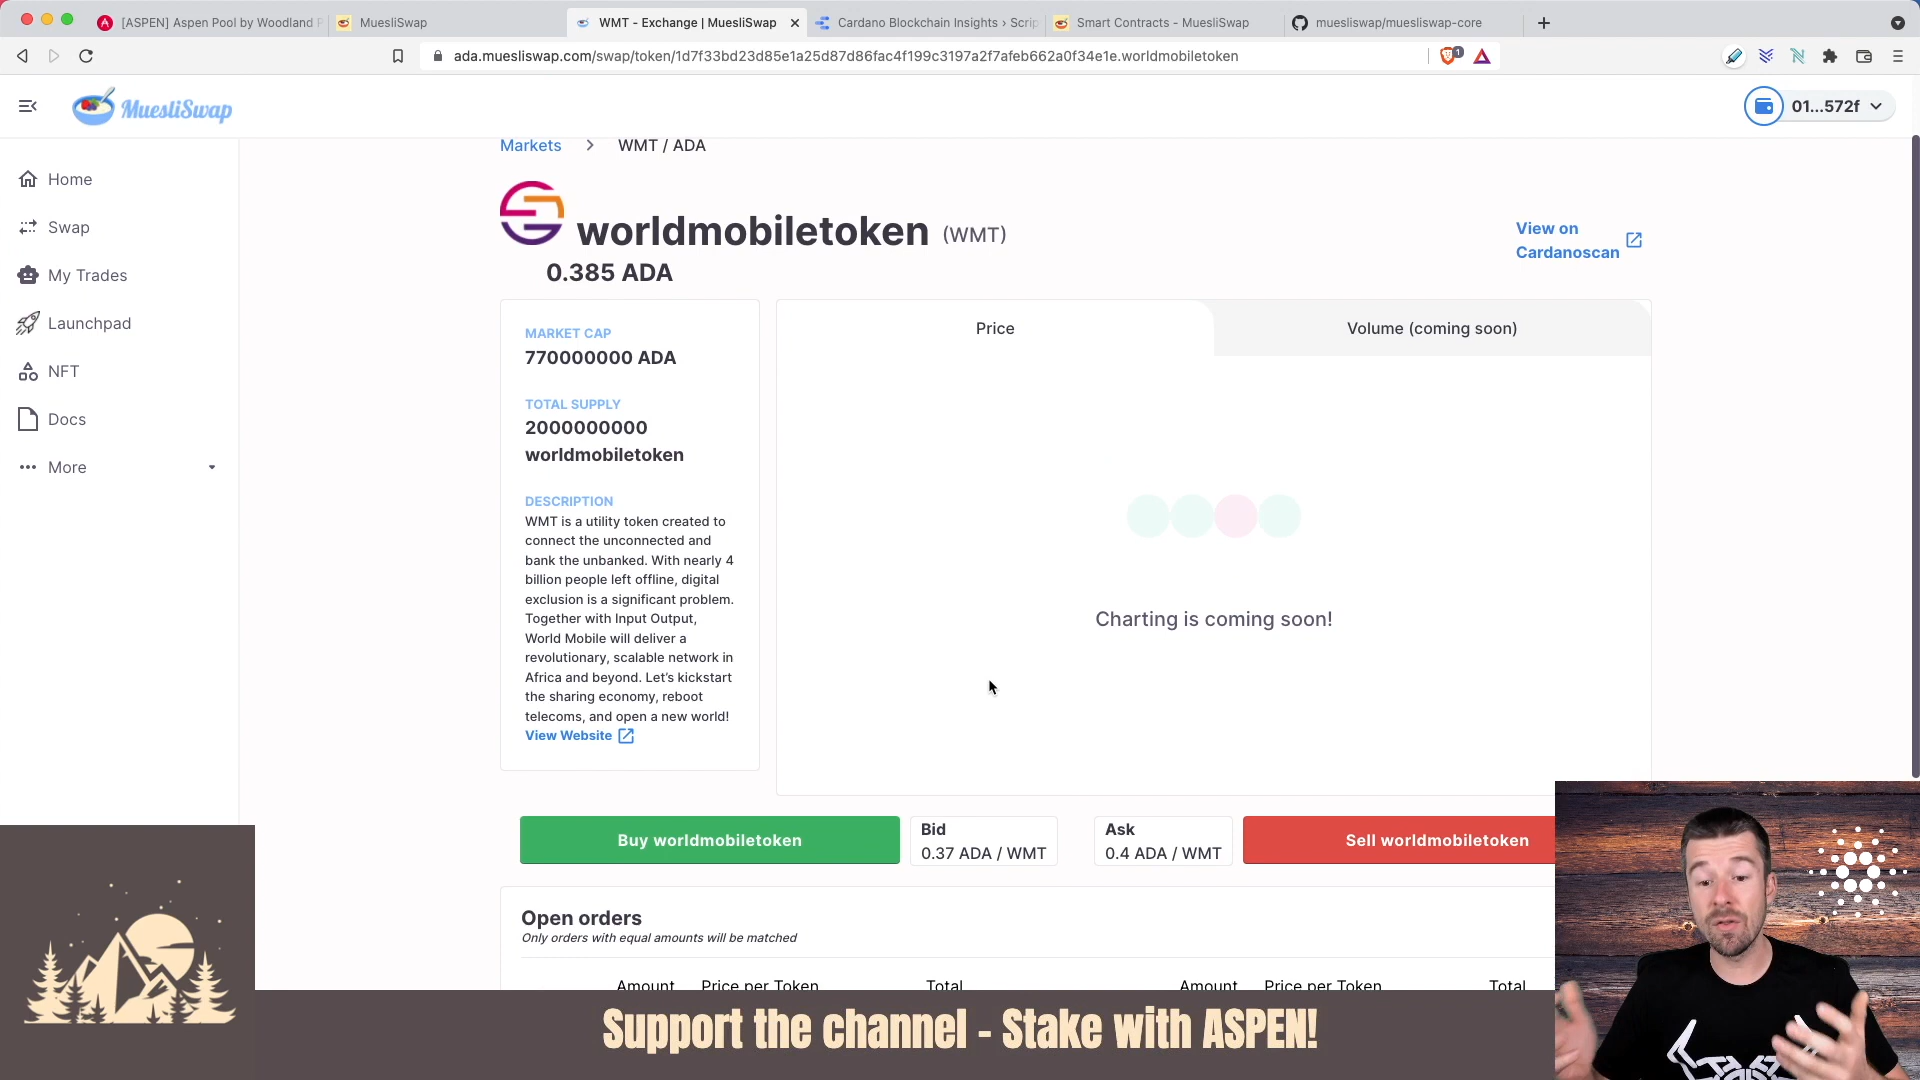 [ASPEN] Aspen Pool by Woodland P
MuesliSwap
WMT - Exchange | MuesliSwap
Cardano Blockchain Insights › Scrip
Smart Contracts - MuesliSwap
muesliswap/muesliswap-core
ada.muesliswap.com/swap/token/1d7f33bd23d85e1a25d87d86fac4f199c3197a2f7afeb662a0f34e1e.worldmobiletoken
1
MuesliSwap
01...572f
Home
Swap
My Trades
Launchpad
NFT
Docs
More
Markets > WMT / ADA
worldmobiletoken (WMT)
0.385 ADA
View on
Cardanoscan
MARKET CAP
770000000 ADA
TOTAL SUPPLY
2000000000
worldmobiletoken
DESCRIPTION
WMT is a utility token created to
connect the unconnected and
bank the unbanked. With nearly 4
billion people left offline, digital
exclusion is a significant problem.
Together with Input Output,
World Mobile will deliver a
revolutionary, scalable network in
Africa and beyond. Let's kickstart
the sharing economy, reboot
telecoms, and open a new world!
View Website
Price
Volume (coming soon)
Charting is coming soon!
Buy worldmobiletoken
Bid
0.37 ADA / WMT
Ask
0.4 ADA / WMT
Sell worldmobiletoken
Open orders
Only orders with equal amounts will be matched
Amount Price per Token Total Amount Price per Token Total
Support the channel - Stake with ASPEN!